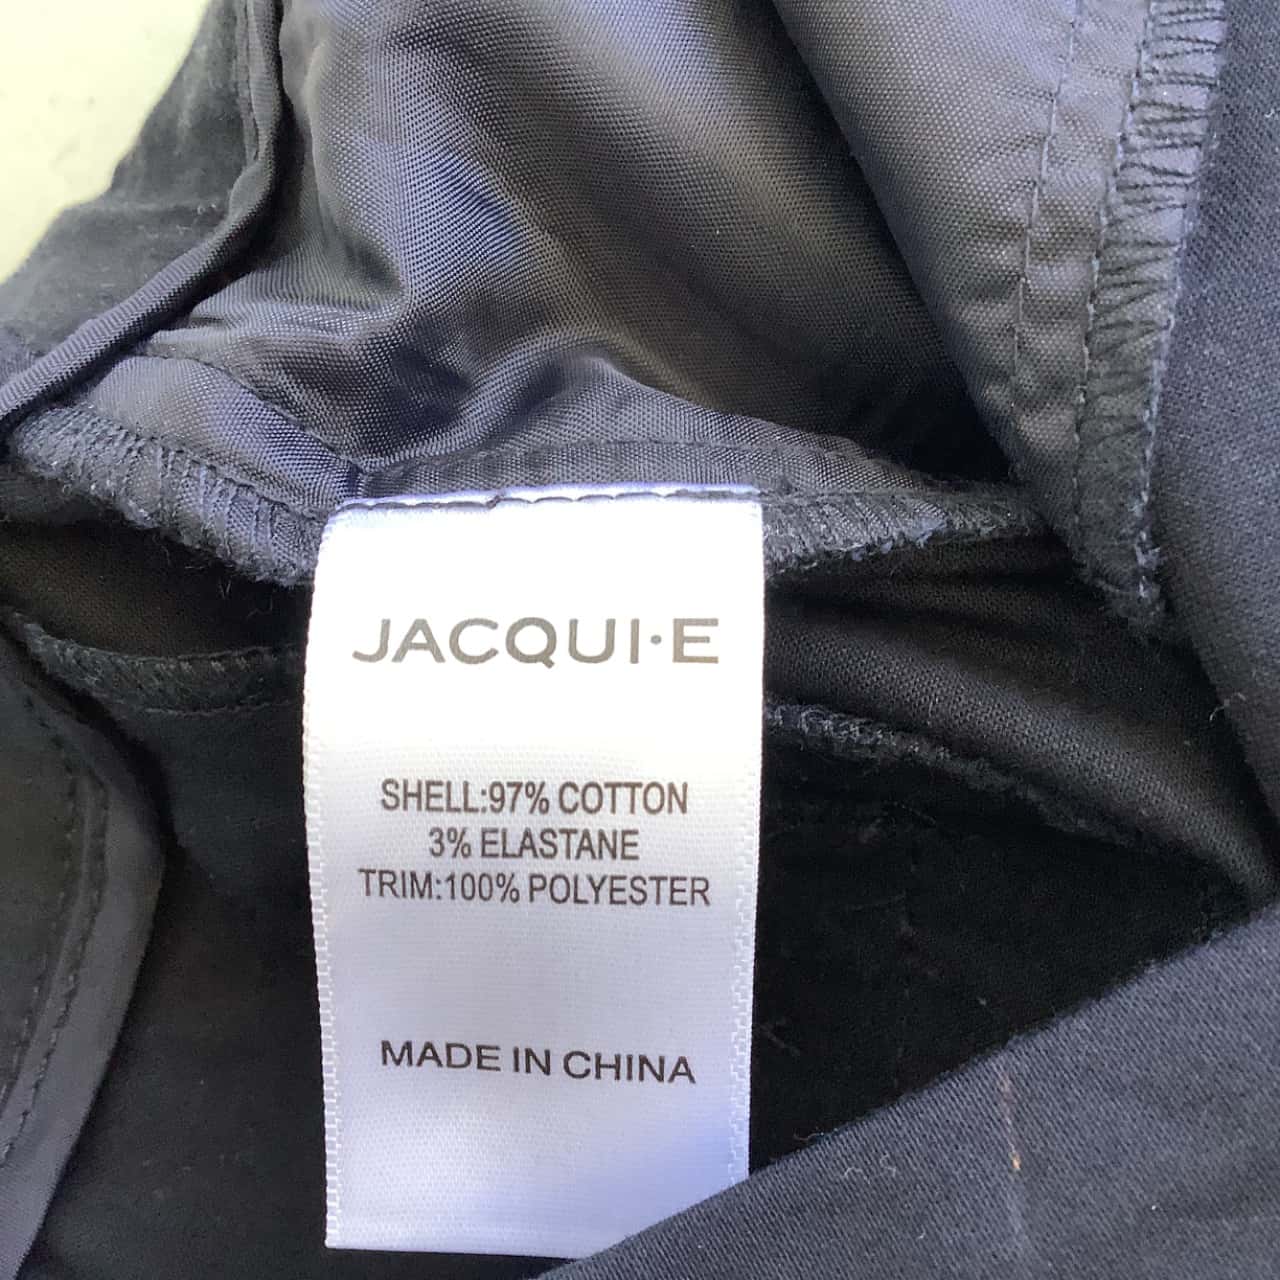 JACQUI·E
SHELL:97% COTTON
3% ELASTANE
TRIM:100% POLYESTER
MADE IN CHINA